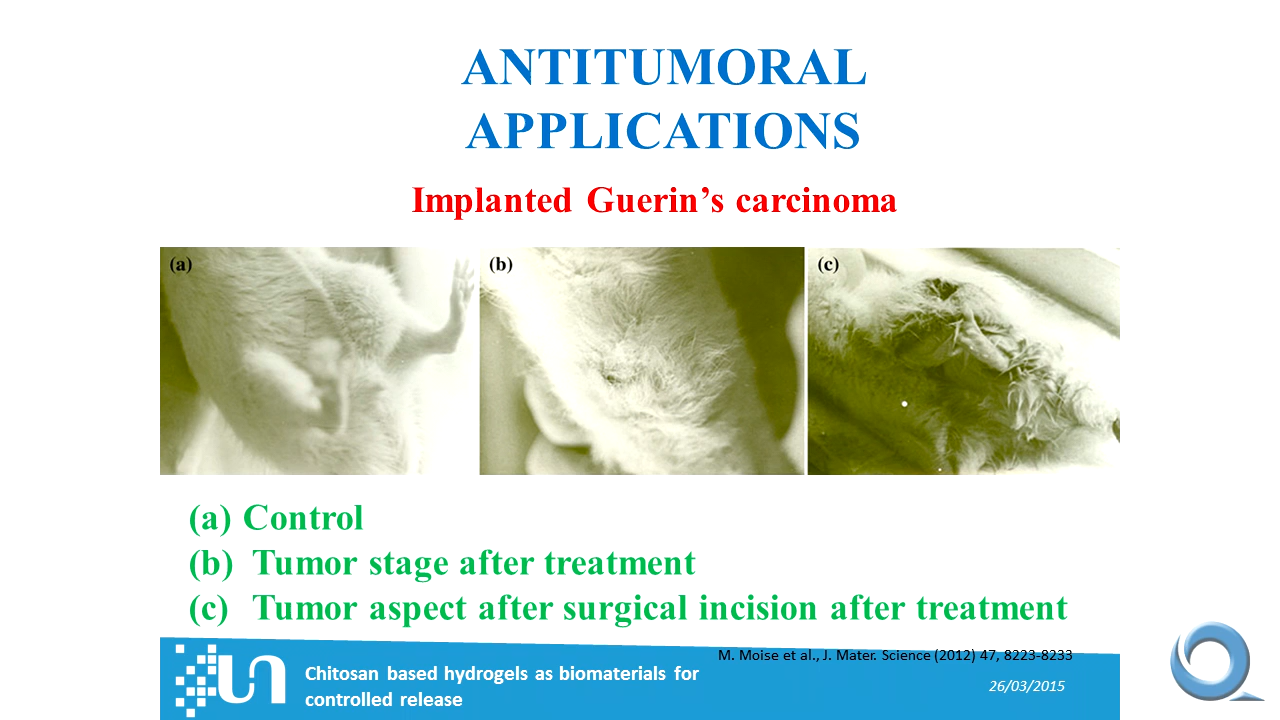 ANTITUMORAL
APPLICATIONS
Implanted Guerin’s carcinoma
(a)
(b)
(c)
(a) Control
(b) Tumor stage after treatment
(c) Tumor aspect after surgical incision after treatment
M. Moise et al., J. Mater. Science (2012) 47, 8223-8233
Chitosan based hydrogels as biomaterials for
controlled release
26/03/2015